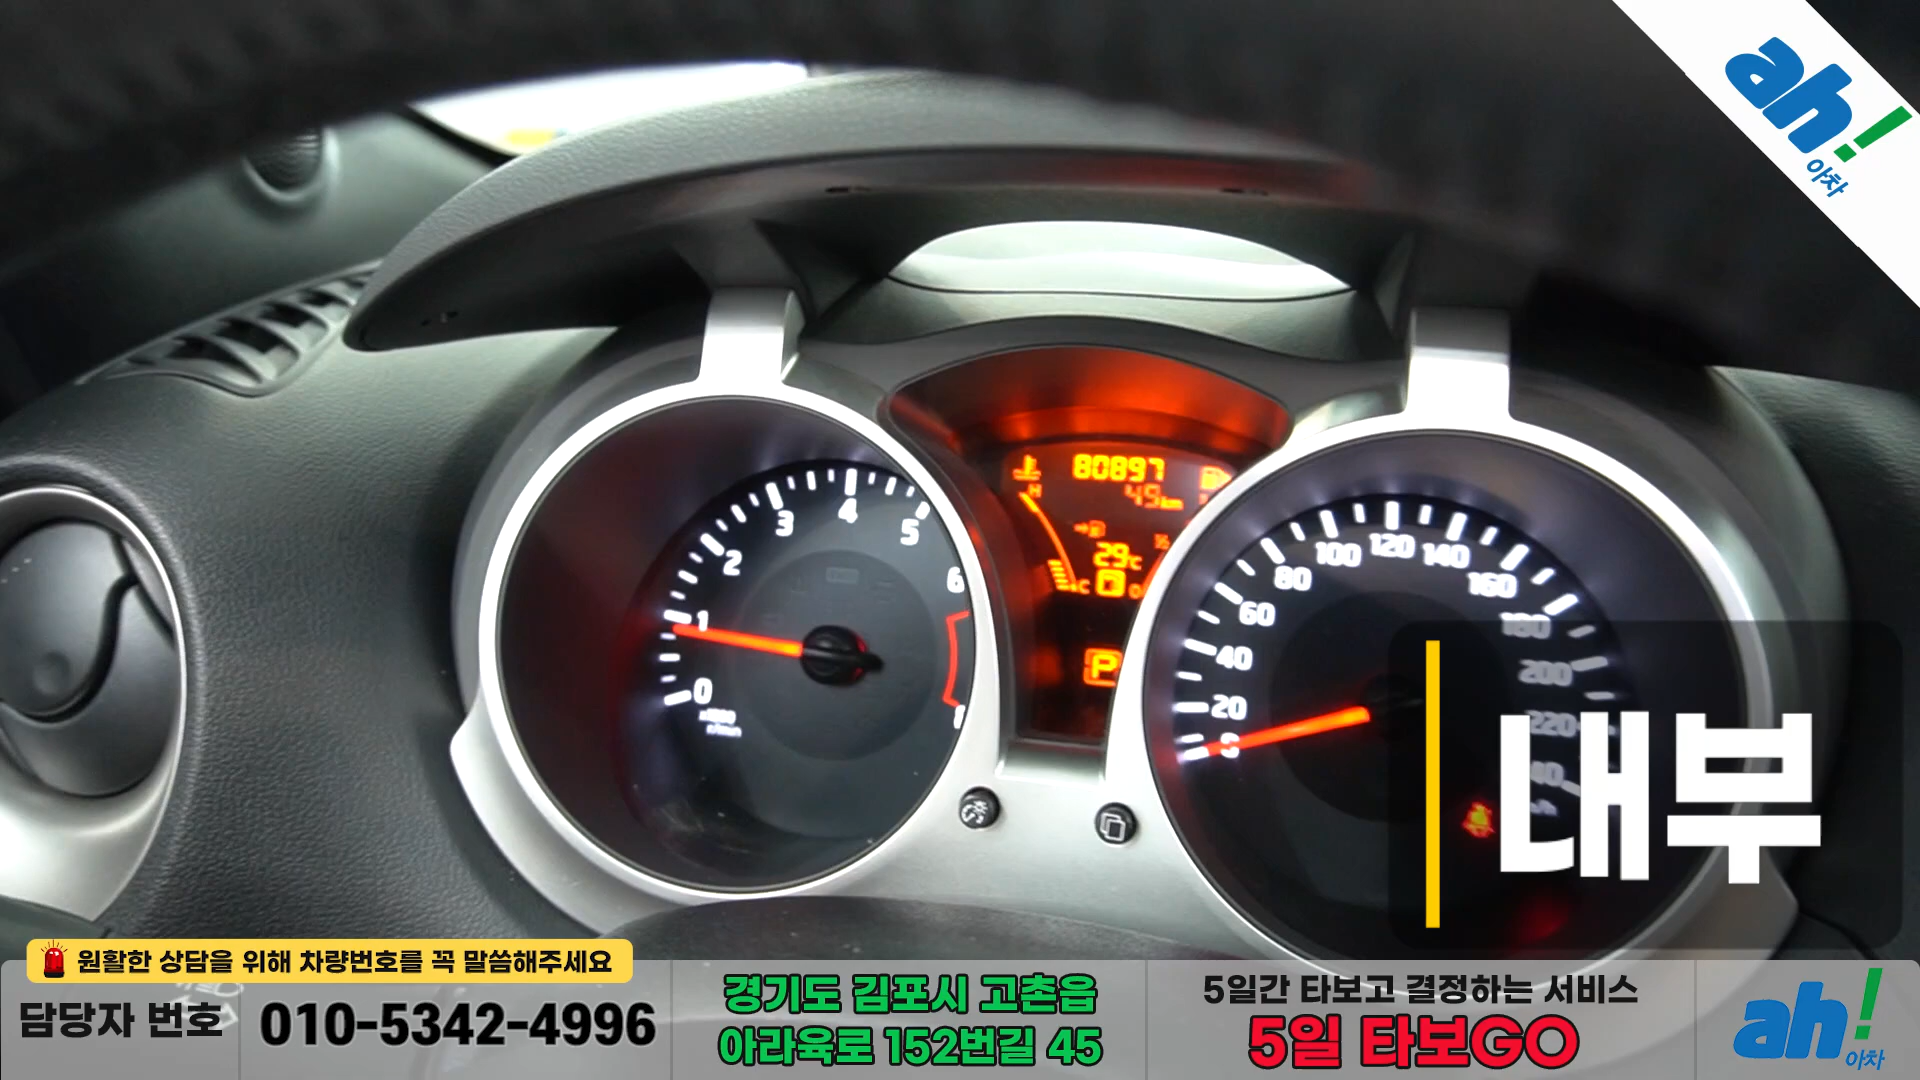 ah!
아차
80897
49km
H
29℃
C
P
1
2
3
4
5
6
0
x1000
r/min
0
20
40
60
80
100
120
140
160
180
200
220
내부
원활한 상담을 위해 차량번호를 꼭 말씀해주세요
담당자 번호
010-5342-4996
경기도 김포시 고촌읍
아라육로 152번길 45
5일간 타보고 결정하는 서비스
5일 타보GO
ah!
아차